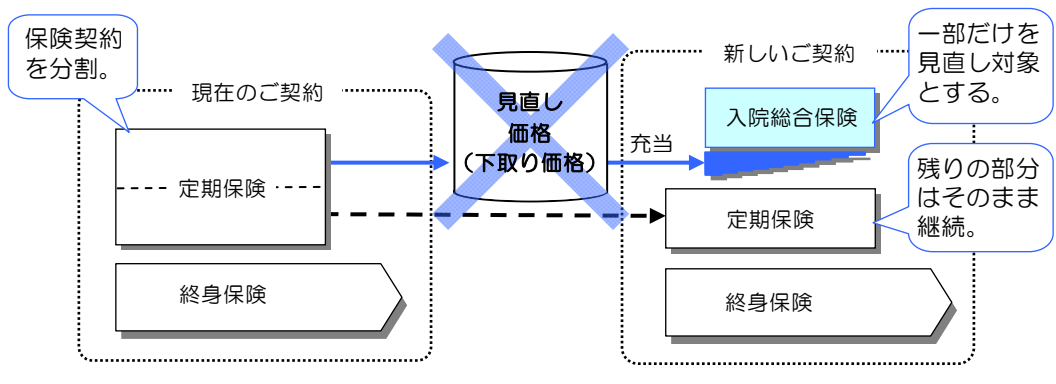 保険契約
を分割。
現在のご契約
定期保険
終身保険
見直し
価格
(下取り価格)
充当
新しいご契約
入院総合保険
定期保険
終身保険
一部だけを
見直し対象
とする。
残りの部分
はそのまま
継続。